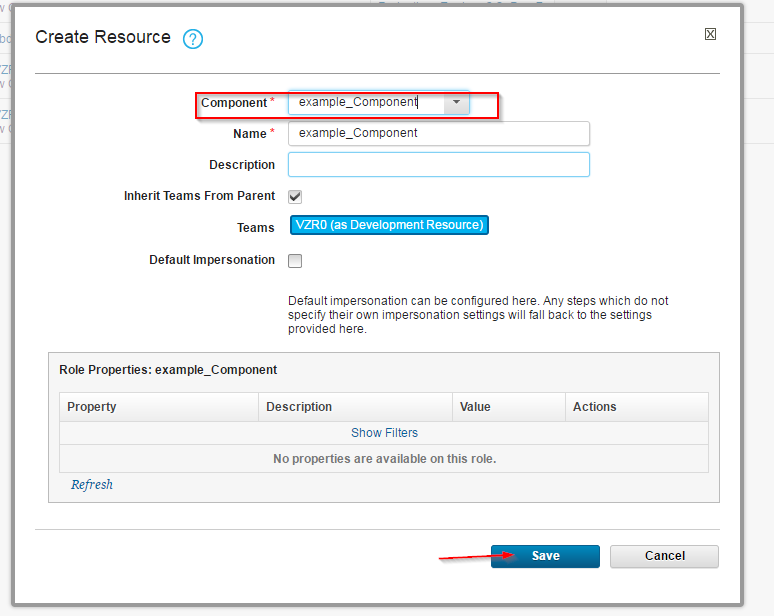 Create Resource ?
Component *
example_Component
Name *
example_Component
Description
Inherit Teams From Parent
Teams
VZR0 (as Development Resource)
Default Impersonation
Default impersonation can be configured here. Any steps which do not
specify their own impersonation settings will fall back to the settings
provided here.
Role Properties: example_Component
Property Description Value Actions
Show Filters
No properties are available on this role.
Refresh
Save Cancel